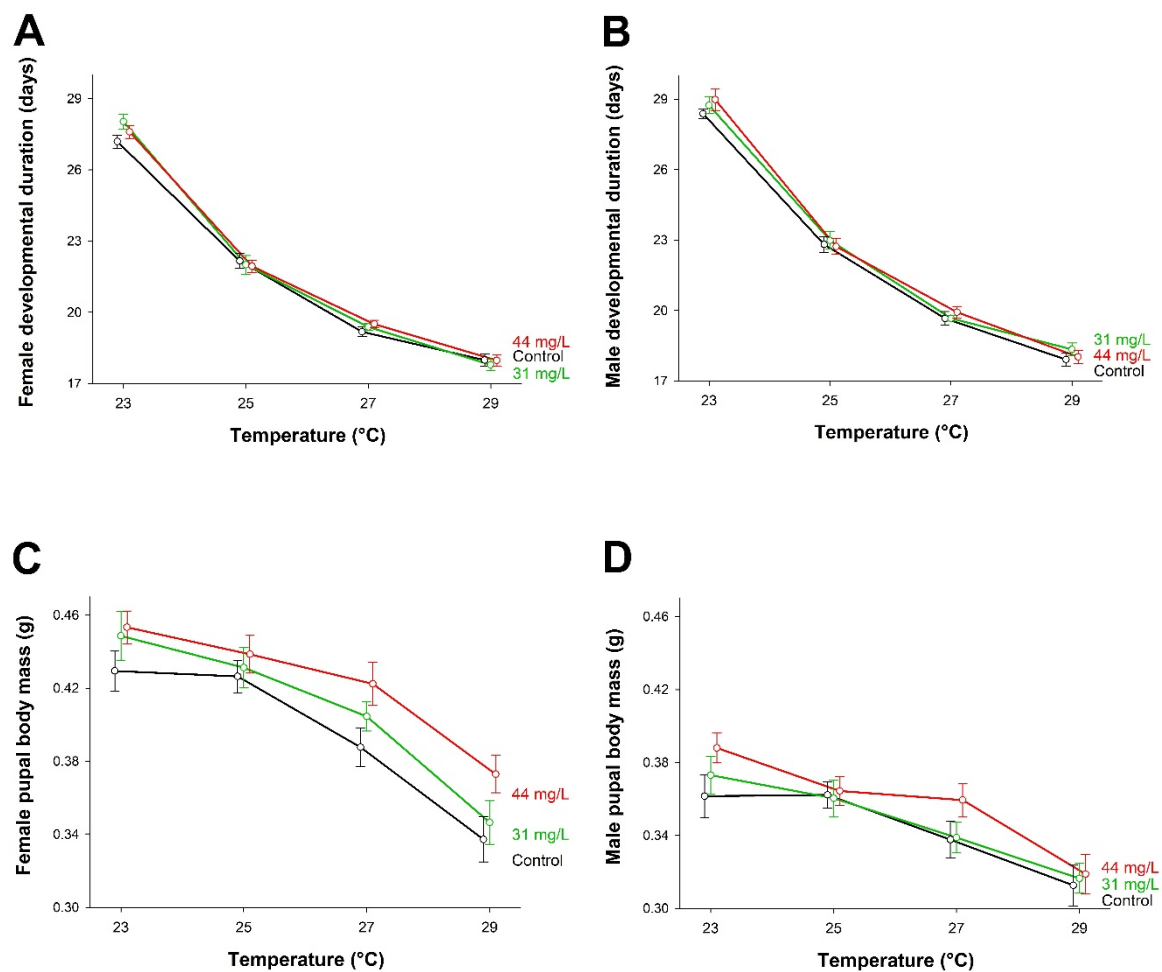 A
Female developmental duration (days)
29
26
23
20
17
44 mg/L
Control
31 mg/L
23 25 27 29
Temperature (°C)
B
Male developmental duration (days)
29
26
23
20
17
31 mg/L
44 mg/L
Control
23 25 27 29
Temperature (°C)
C
Female pupal body mass (g)
0.46
0.42
0.38
0.34
0.30
44 mg/L
31 mg/L
Control
23 25 27 29
Temperature (°C)
D
Male pupal body mass (g)
0.46
0.42
0.38
0.34
0.30
44 mg/L
31 mg/L
Control
23 25 27 29
Temperature (°C)